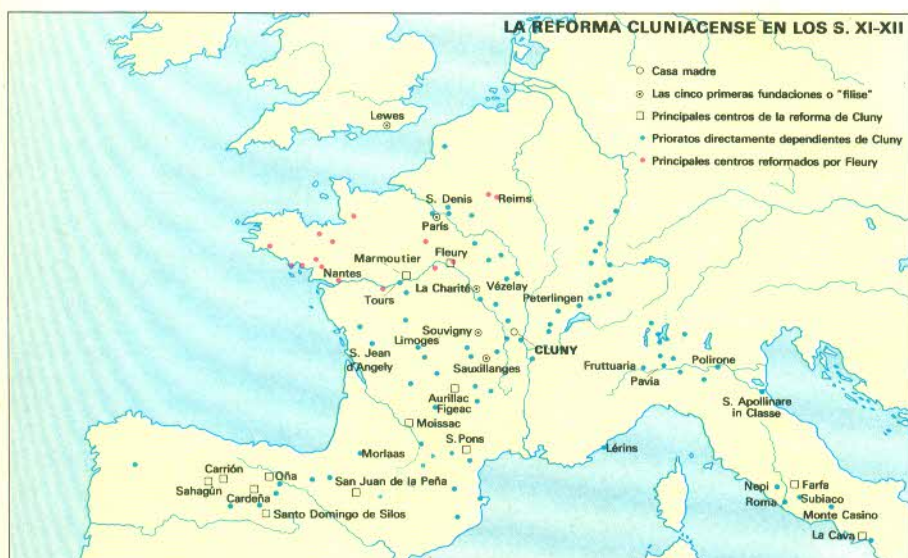 LA REFORMA CLUNIACENSE EN LOS S. XI-XII
Casa madre
Las cinco primeras fundaciones o "filise"
Principales centros de la reforma de Cluny
Prioratos directamente dependientes de Cluny
Principales centros reformados por Fleury
Lewes
S. Denis
Reims
París
Marmoutier
Fleury
Nantes
Tours
La Charité
Vézelay
Peterlingen
Souvigny
Limoges
CLUNY
S. Jean
d'Angely
Sauxillanges
Fruttuaria
Polirone
Pavia
Aurillac
Figeac
S. Apollinare
in Classe
Moissac
S. Pons
Morlaas
Lérins
Carrión
Oña
San Juan de la Peña
Sahagún
Cardeña
Santo Domingo de Silos
Farfa
Nepi
Subiaco
Roma
Monte Casino
La Cava